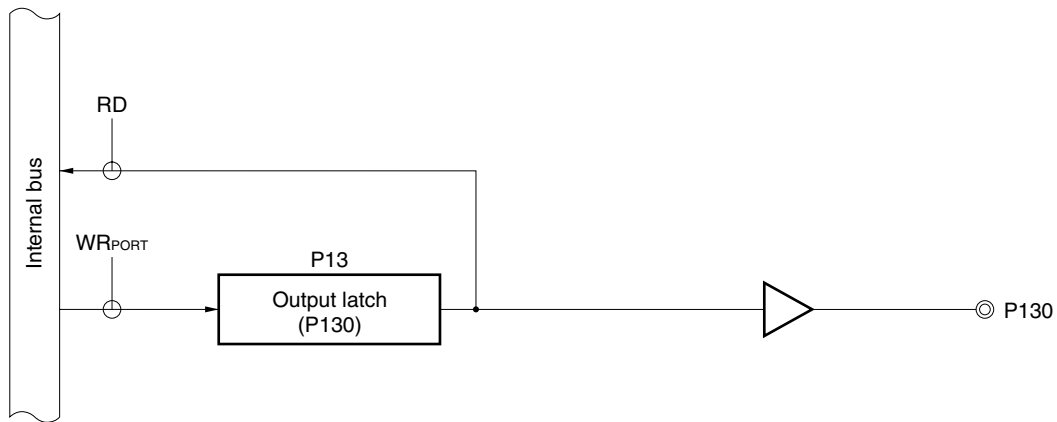 RD
Internal bus
WRPORT
P13
Output latch
(P130)
P130